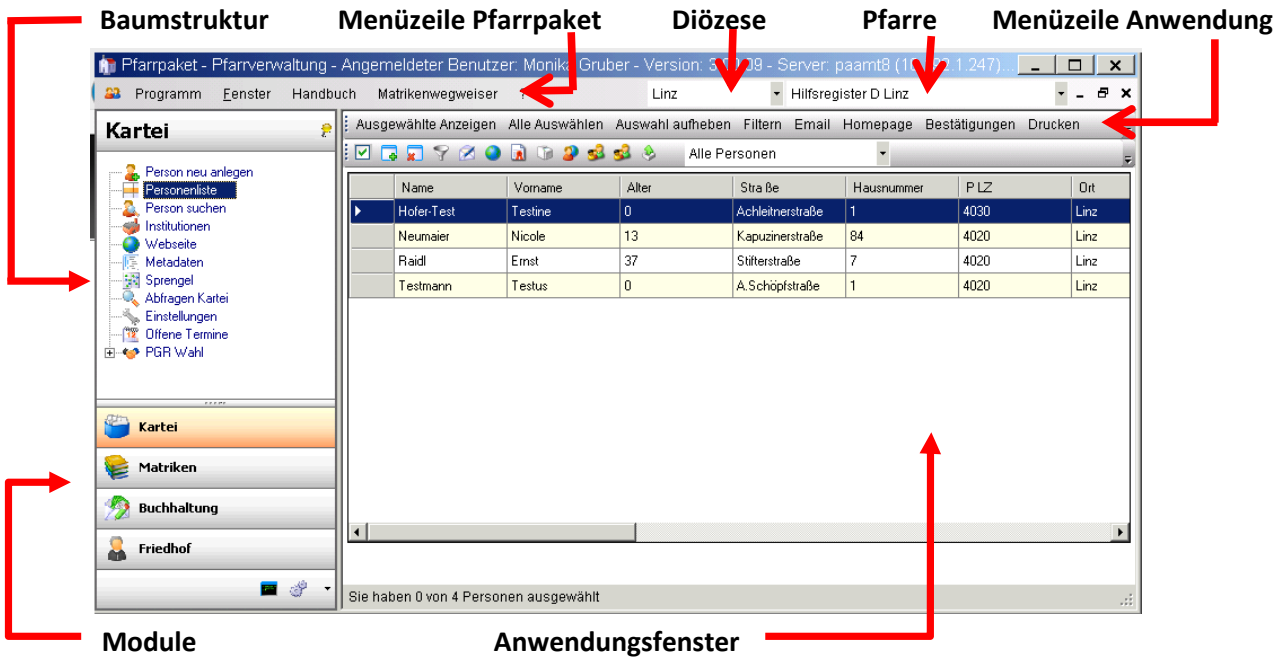 Baumstruktur Menüzeile Pfarrpaket Diözese Pfarre Menüzeile Anwendung
Pfarrpaket - Pfarrverwaltung - Angemeldeter Benutzer: Monika Gruber - Version: - Server: paamt8
Programm Fenster Handbuch Matrikenwegweiser ? Linz Hilfsregister D Linz
Kartei
Ausgewählte Anzeigen Alle Auswählen Auswahl aufheben Filtern Email Homepage Bestätigungen Drucken
Alle Personen
Person neu anlegen
Personenliste
Person suchen
Institutionen
Webseite
Metadaten
Sprengel
Abfragen Kartei
Einstellungen
Offene Termine
PGR Wahl
Name Vorname Alter Straße Hausnummer PLZ Ort
Hofer-Test Testine 0 Achleitnerstraße 1 4030 Linz
Neumaier Nicole 13 Kapuzinerstraße 84 4020 Linz
Raidl Ernst 37 Stifterstraße 7 4020 Linz
Testmann Testus 0 A.Schöpfstraße 1 4020 Linz
Kartei
Matriken
Buchhaltung
Friedhof
Sie haben 0 von 4 Personen ausgewählt
Module Anwendungsfenster